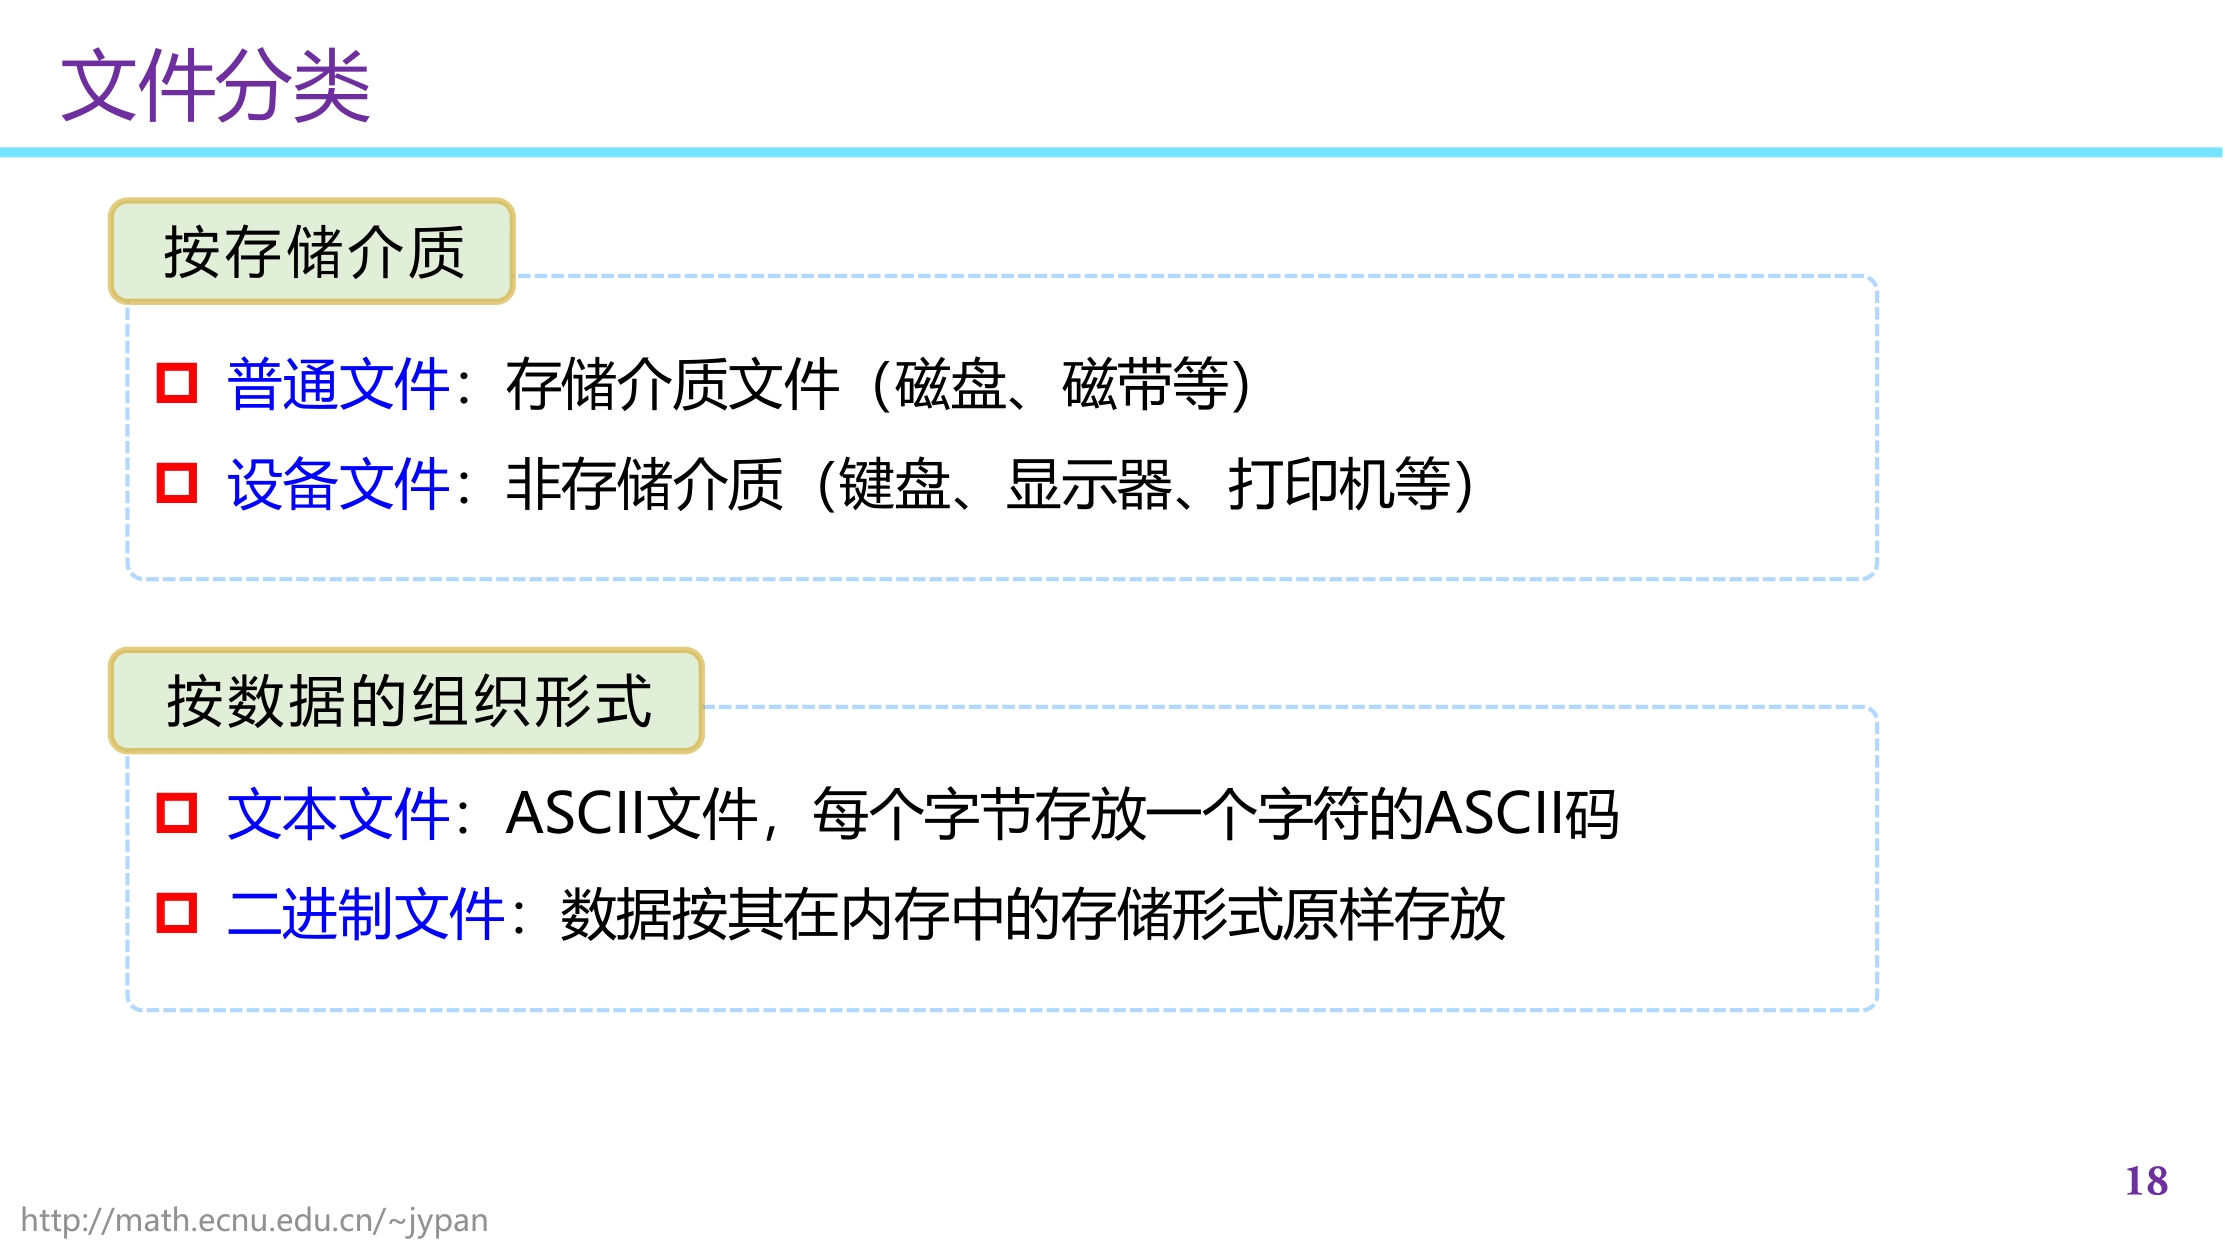 文件分类
按存储介质
普通文件：存储介质文件（磁盘、磁带等）
设备文件：非存储介质（键盘、显示器、打印机等）
按数据的组织形式
文本文件：ASCII文件，每个字节存放一个字符的ASCII码
二进制文件：数据按其在内存中的存储形式原样存放
18
http://math.ecnu.edu.cn/~jypan